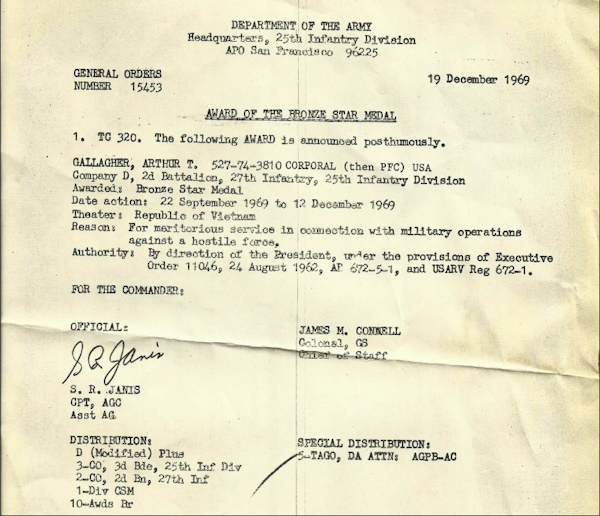 DEPARTMENT OF THE ARMY
Headquarters, 25th Infantry Division
APO San Francisco 96225
GENERAL ORDERS
NUMBER 15453
19 December 1969
AWARD OF THE BRONZE STAR MEDAL
1. TC 320. The following AWARD is announced posthumously.
GALLAGHER, ARTHUR T. 527-74-3810 CORPORAL (then PFC) USA
Company D, 2d Battalion, 27th Infantry, 25th Infantry Division
Awarded: Bronze Star Medal
Date action: 22 September 1969 to 12 December 1969
Theater: Republic of Vietnam
Reason: For meritorious service in connection with military operations
against a hostile force.
Authority: By direction of the President, under the provisions of Executive
Order 11046, 24 August 1962, AR 672-5-1, and USARV Reg 672-1.
FOR THE COMMANDER:
OFFICIAL:
S R Janis
S. R. JANIS
CPT, AGC
Asst AG
JAMES M. CONNELL
Colonel, GS
Chief of Staff
DISTRIBUTION:
D (Modified) Plus
3-CO, 3d Bde, 25th Inf Div
2-CO, 2d Bn, 27th Inf
1-Div CSM
10-Awds Br
SPECIAL DISTRIBUTION:
5-TAGO, DA ATTN: AGPB-AC